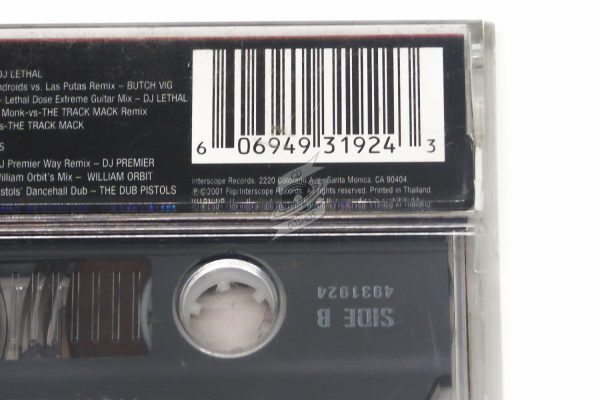 DJ LETHAL
ndroids vs. Las Putas Remix – BUTCH VIG
– Lethal Dose Extreme Guitar Mix – DJ LETHAL
Monk-vs-THE TRACK MACK Remix
s-THE TRACK MACK
S
J Premier Way Remix – DJ PREMIER
Villiam Orbit's Mix – WILLIAM ORBIT
istols' Dancehall Dub – THE DUB PISTOLS
6 06949 31924 3
Interscope Records, 2220 Colorado Ave., Santa Monica, CA 90404.
℗©2001 Flip/Interscope Records. All rights reserved. Printed in Thailand.
SIDE B
4931924